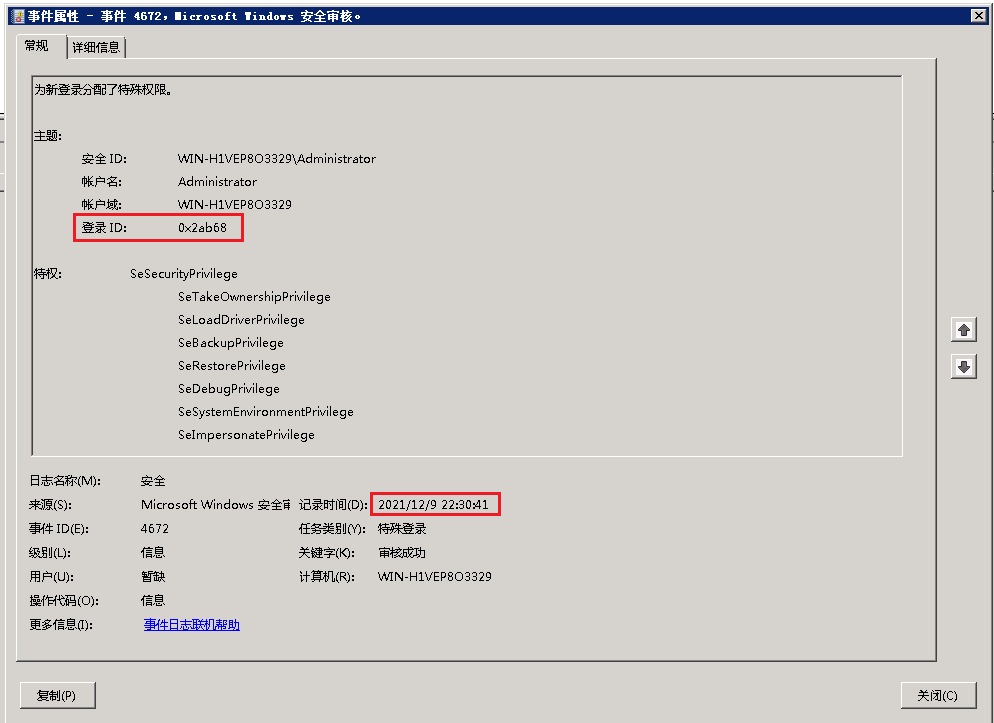 事件属性 - 事件 4672，Microsoft Windows 安全审核。
常规 详细信息
为新登录分配了特殊权限。
主题:
安全 ID: WIN-H1VEP8O3329\Administrator
帐户名: Administrator
帐户域: WIN-H1VEP8O3329
登录 ID: 0x2ab68
特权: SeSecurityPrivilege
SeTakeOwnershipPrivilege
SeLoadDriverPrivilege
SeBackupPrivilege
SeRestorePrivilege
SeDebugPrivilege
SeSystemEnvironmentPrivilege
SeImpersonatePrivilege
日志名称(M): 安全
来源(S): Microsoft Windows 安全审 记录时间(D): 2021/12/9 22:30:41
事件 ID(E): 4672 任务类别(Y): 特殊登录
级别(L): 信息 关键字(K): 审核成功
用户(U): 暂缺 计算机(R): WIN-H1VEP8O3329
操作代码(O): 信息
更多信息(I): 事件日志联机帮助
复制(P) 关闭(C)